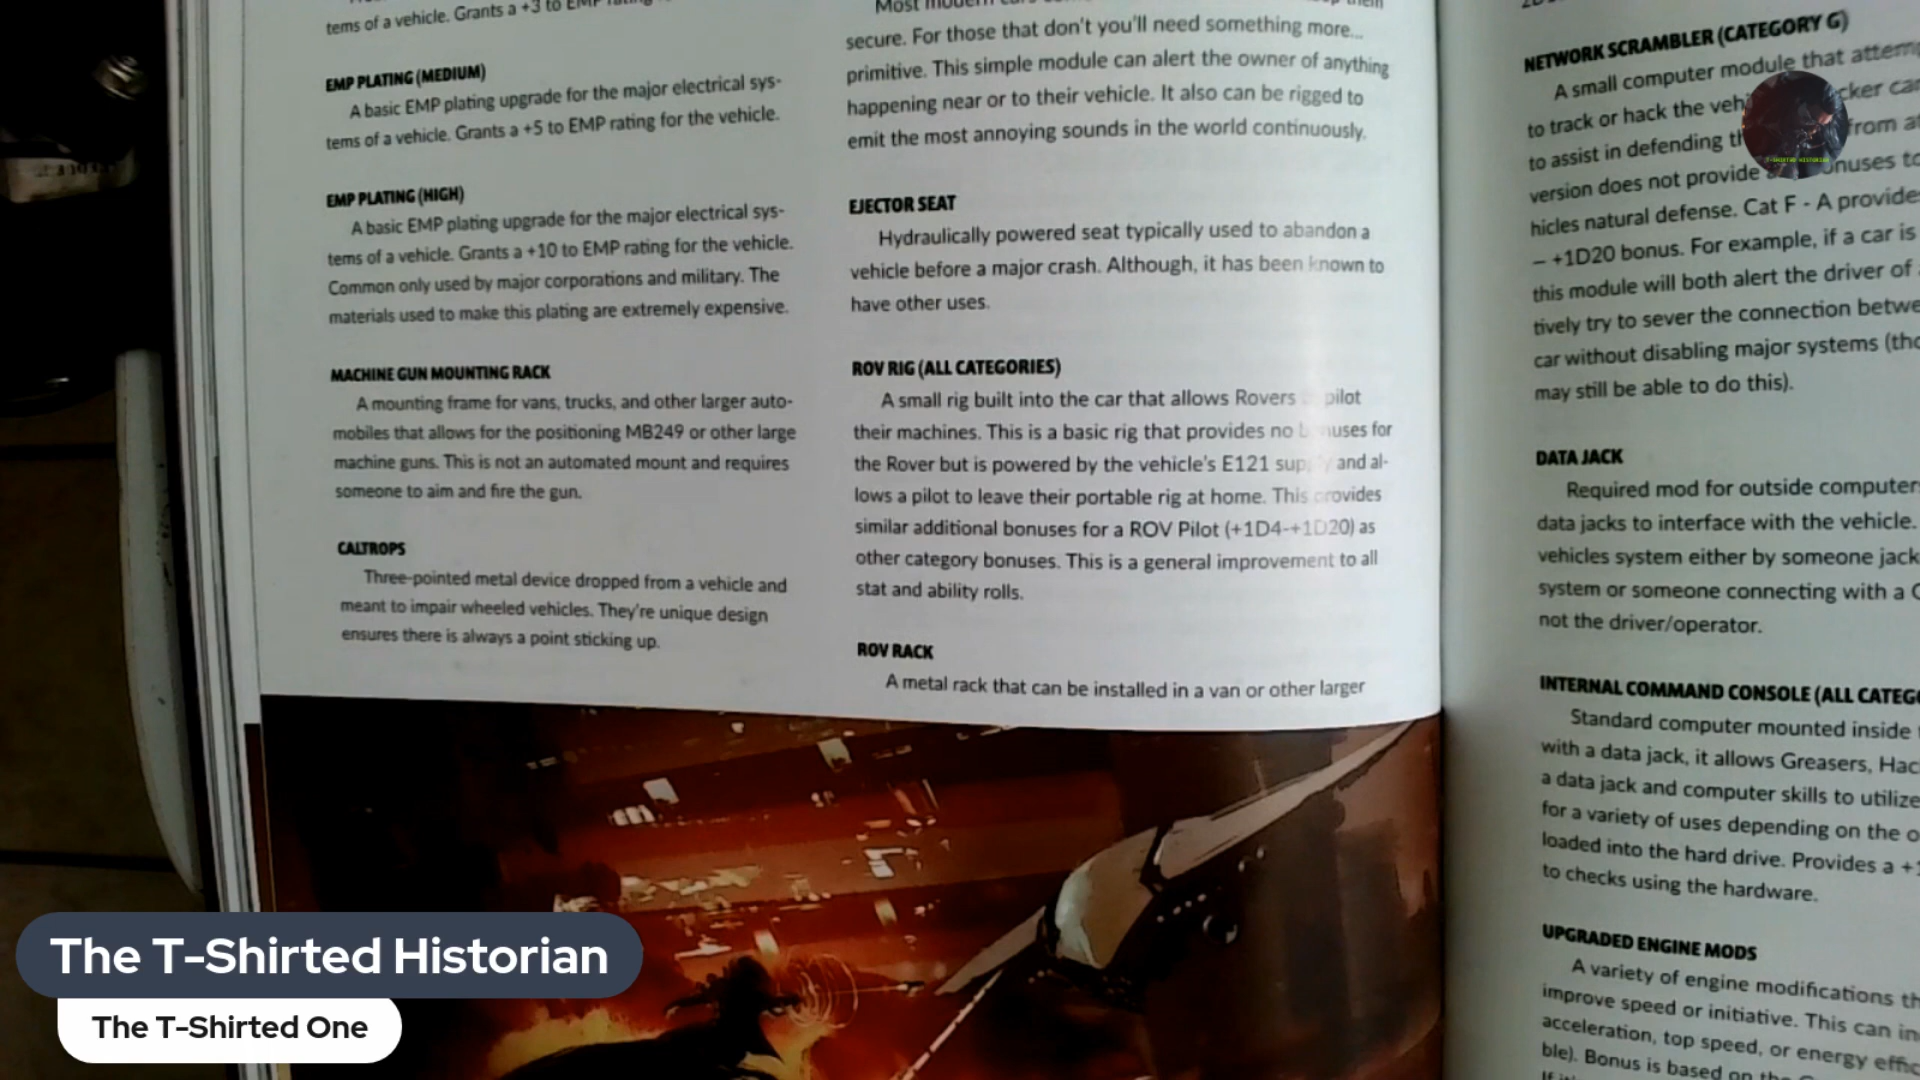 tems of a vehicle. Grants a +3 to EMP
EMP PLATING (MEDIUM)
A basic EMP plating upgrade for the major electrical sys-
tems of a vehicle. Grants a +5 to EMP rating for the vehicle.
EMP PLATING (HIGH)
A basic EMP plating upgrade for the major electrical sys-
tems of vehicle. Grants a +10 to EMP rating for the vehicle.
Common only used by major corporations and military. The
materials used to make this plating are extremely expensive.
MACHINE GUN MOUNTING RACK
A mounting frame for vans, trucks, and other larger auto-
mobiles that allows for the positioning MB249 or other large
machine guns. This is not an automated mount and requires
someone to aim and fire the gun.
CALTROPS
Three-pointed metal device dropped from a vehicle and
meant to impair wheeled vehicles. They're unique design
ensures there is always a point sticking up.
Most modern
secure. For those that don't you'll need something more...
primitive. This simple module can alert the owner of anything
happening near or to their vehicle. It also can be rigged to
emit the most annoying sounds in the world continuously.
EJECTOR SEAT
Hydraulically powered seat typically used to abandon a
vehicle before a major crash. Although, it has been known to
have other uses.
ROV RIG (ALL CATEGORIES)
A small rig built into the car that allows Rovers pilot
their machines. This is a basic rig that provides no bonuses for
the Rover but is powered by the vehicle's E121 supply and al-
lows a pilot to leave their portable rig at home. This provides
similar additional bonuses for a ROV Pilot (+1D4-+1D20) as
other category bonuses. This is a general improvement to all
stat and ability rolls.
ROV RACK
A metal rack that can be installed in a van or other larger
NETWORK SCRAMBLER (CATEGORY G)
A small computer module that
to track or hack the
to assist in defending from
version does not provide
hicles natural defense. Cat F - A
– +1D20 bonus. For example, if a car is
this module will both alert the driver of
tively try to sever the connection
car without disabling major systems
may still be able to do this).
DATA JACK
Required mod for outside
data jacks to interface with the vehicle.
vehicles system either by someone
system or someone connecting with a
not the driver/operator.
INTERNAL COMMAND CONSOLE (ALL
Standard computer mounted inside
with a data jack, it allows Greasers,
a data jack and computer skills to
for a variety of uses depending on the
loaded into the hard drive. Provides a
to checks using the hardware.
UPGRADED ENGINE MODS
A variety of engine modifications
improve speed or initiative. This can
acceleration, top speed, or energy
ble). Bonus is based on the
T-SHIRTED HISTORIAN
The T-Shirted Historian
The T-Shirted One